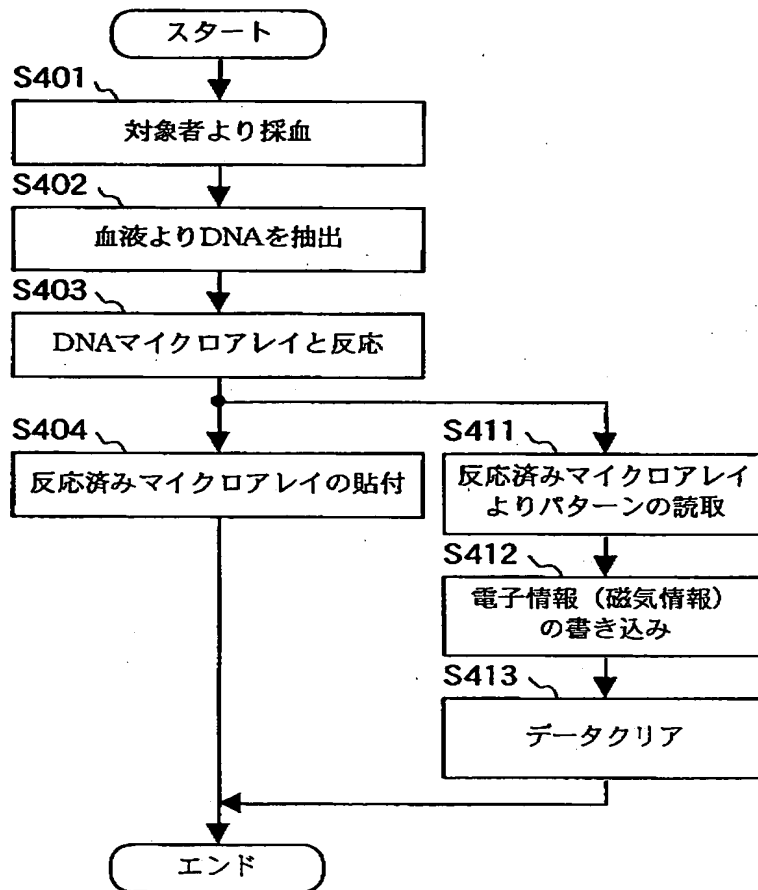 スタート
S401
対象者より採血
S402
血液よりDNAを抽出
S403
DNAマイクロアレイと反応
S404
反応済みマイクロアレイの貼付
S411
反応済みマイクロアレイ
よりパターンの読取
S412
電子情報（磁気情報）
の書き込み
S413
データクリア
エンド